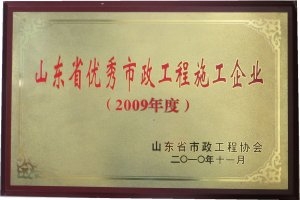 山东省优秀市政工程施工企业
（2009年度）
山东省市政工程协会
二〇一〇年十一月